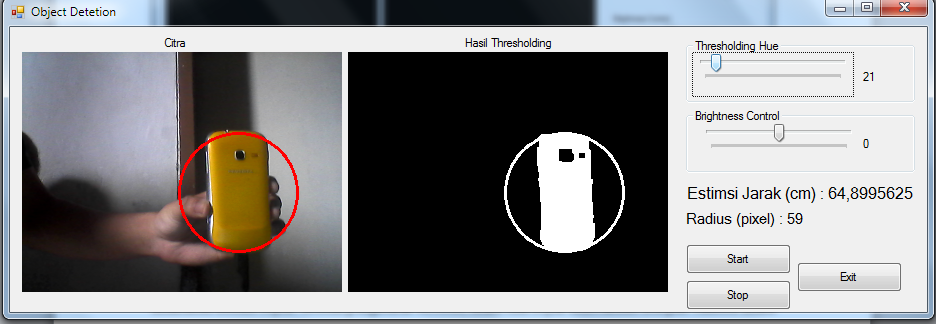 Object Detetion
Citra
Hasil Thresholding
Thresholding Hue
21
Brightness Control
0
Estimsi Jarak (cm) : 64,8995625
Radius (pixel) : 59
Start
Exit
Stop